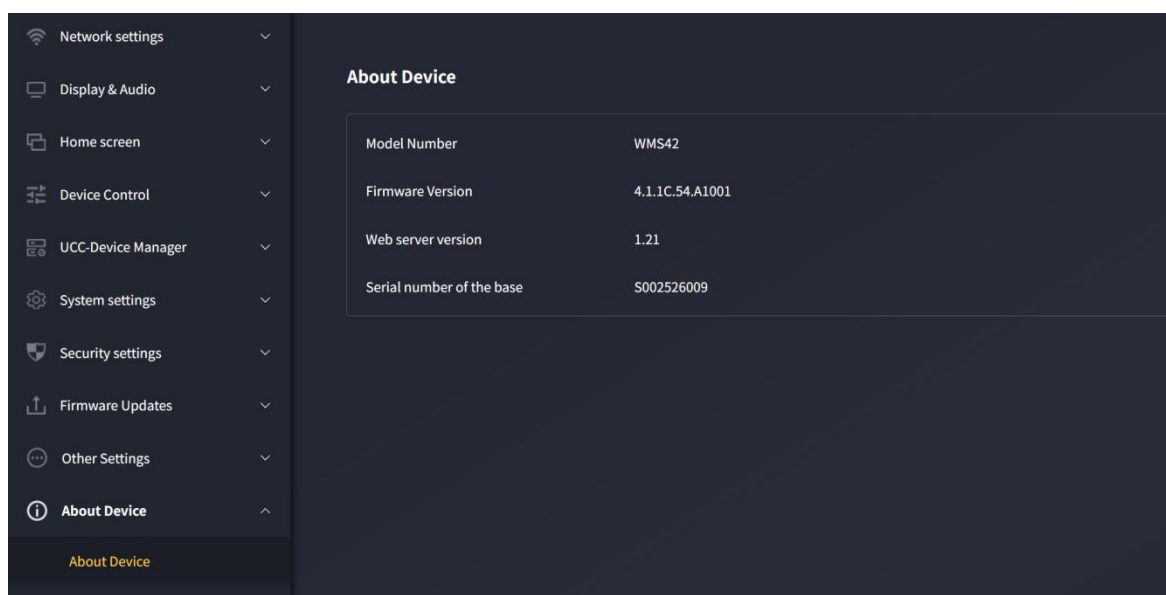 Network settings
Display & Audio
Home screen
Device Control
UCC-Device Manager
System settings
Security settings
Firmware Updates
Other Settings
About Device
About Device
About Device
Model Number WMS42
Firmware Version 4.1.1C.54.A1001
Web server version 1.21
Serial number of the base S002526009